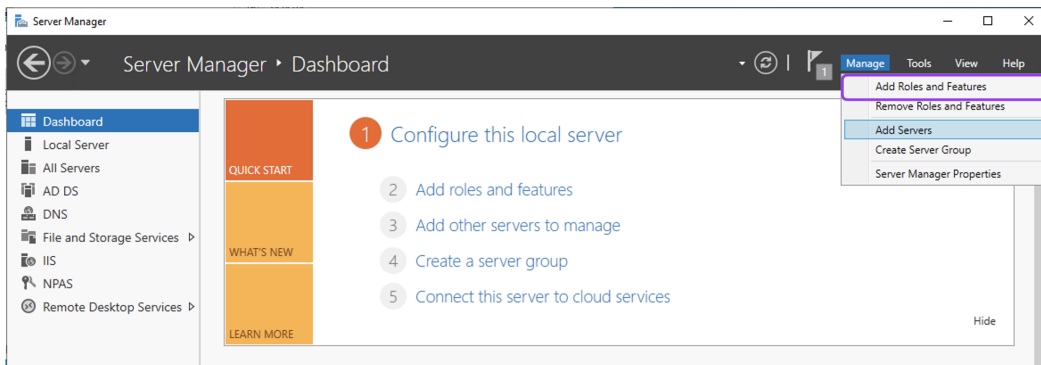 Server Manager
Server Manager ‣ Dashboard
1
Manage Tools View Help
Add Roles and Features
Remove Roles and Features
Add Servers
Create Server Group
Server Manager Properties
Dashboard
Local Server
All Servers
AD DS
DNS
File and Storage Services
IIS
NPAS
Remote Desktop Services
QUICK START
WHAT'S NEW
LEARN MORE
1 Configure this local server
2 Add roles and features
3 Add other servers to manage
4 Create a server group
5 Connect this server to cloud services
Hide